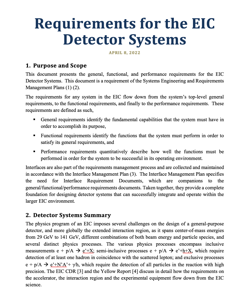 Requirements for the EIC
Detector Systems
APRIL 8, 2022
1. Purpose and Scope
This document presents the general, functional, and performance requirements for the EIC
Detector Systems. This document is a requirement of the Systems Engineering and Requirements
Management Plans (1) (2).
The requirements for any system in the EIC flow down from the system's top-level general
requirements, to the functional requirements, and finally to the performance requirements. These
requirements are defined as such,
▪ General requirements identify the fundamental capabilities that the system must have in
order to accomplish its purpose,
▪ Functional requirements identify the functions that the system must perform in order to
satisfy its general requirements, and
▪ Performance requirements quantitatively describe how well the functions must be
performed in order for the system to be successful in its operating environment.
Interfaces are also part of the requirements management process and are collected and maintained
in accordance with the Interface Management Plan (3). The Interface Management Plan specifies
the need for Interface Requirement Documents, which are companions to the
general/functional/performance requirements documents. Taken together, they provide a complete
foundation for designing detector systems that can successfully integrate and operate within the
larger EIC environment.
2. Detector Systems Summary
The physics program of an EIC imposes several challenges on the design of a general-purpose
detector, and more globally the extended interaction region, as it spans center-of-mass energies
from 29 GeV to 141 GeV, different combinations of both beam energy and particle species, and
several distinct physics processes. The various physics processes encompass inclusive
measurements
which require
detection of at least one hadron in coincidence with the scattered lepton; and exclusive processes
which require the detection of all particles in the reaction with high
precision. The EIC CDR [3] and the Yellow Report [4] discuss in detail how the requirements on the
accelerator, the interaction region and the experimental equipment flow down from the EIC
science.